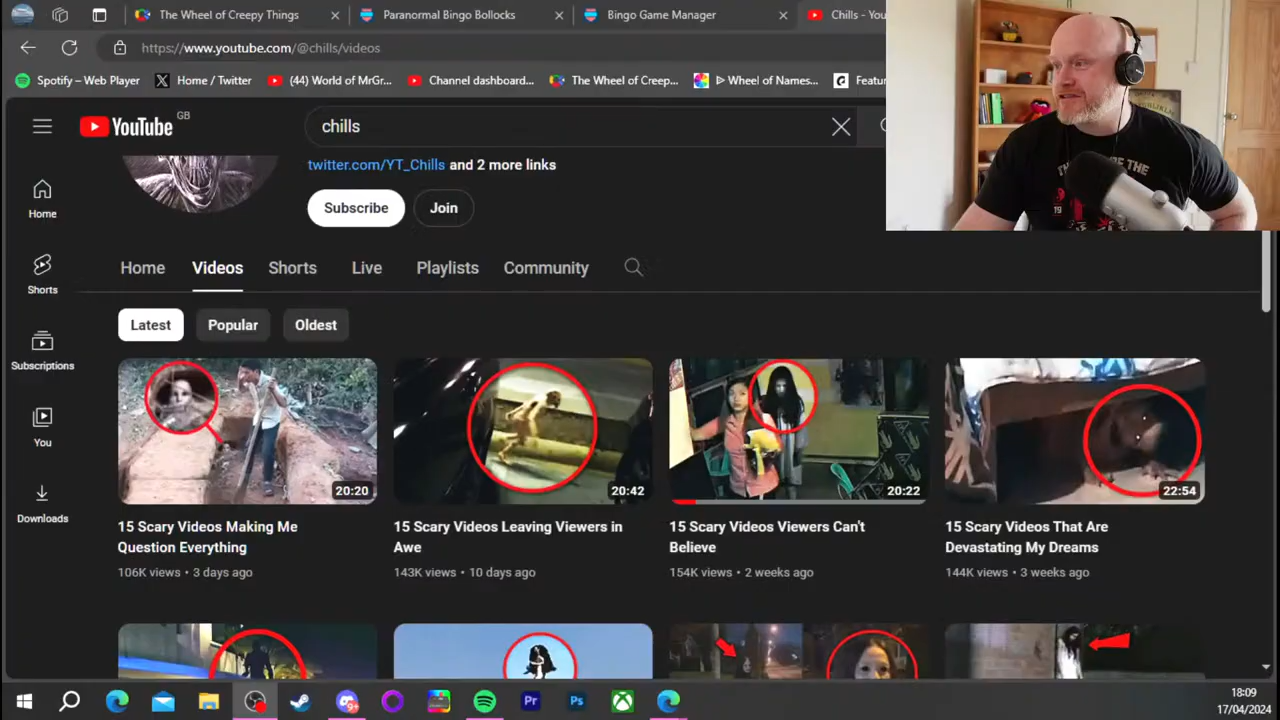 The Wheel of Creepy Things
Paranormal Bingo Bollocks
Bingo Game Manager
Chills - You
https://www.youtube.com/@chills/videos
Spotify – Web Player
Home / Twitter
(44) World of MrGr...
Channel dashboard...
The Wheel of Creep...
Wheel of Names...
Featur
YouTube GB
chills
twitter.com/YT_Chills and 2 more links
Subscribe
Join
Home
Shorts
Subscriptions
You
Downloads
Home
Videos
Shorts
Live
Playlists
Community
Latest
Popular
Oldest
20:20
20:42
20:22
22:54
15 Scary Videos Making Me
Question Everything
106K views • 3 days ago
15 Scary Videos Leaving Viewers in
Awe
143K views • 10 days ago
15 Scary Videos Viewers Can't
Believe
154K views • 2 weeks ago
15 Scary Videos That Are
Devastating My Dreams
144K views • 3 weeks ago
Pr
Ps
18:09
17/04/2024